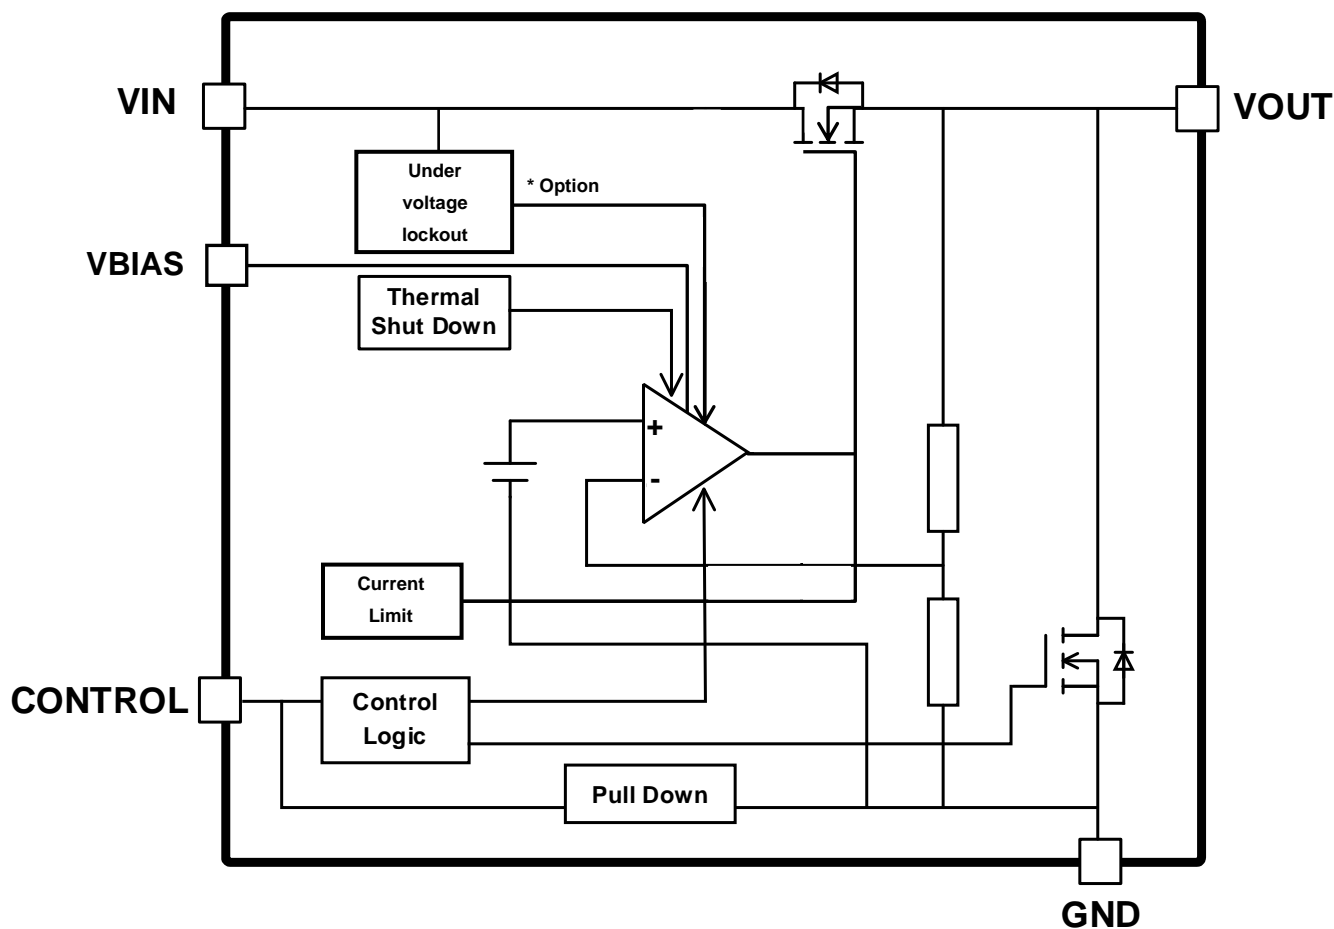 VIN
VOUT
Under
voltage
lockout
* Option
VBIAS
Thermal
Shut Down
+
-
Current
Limit
CONTROL
Control
Logic
Pull Down
GND